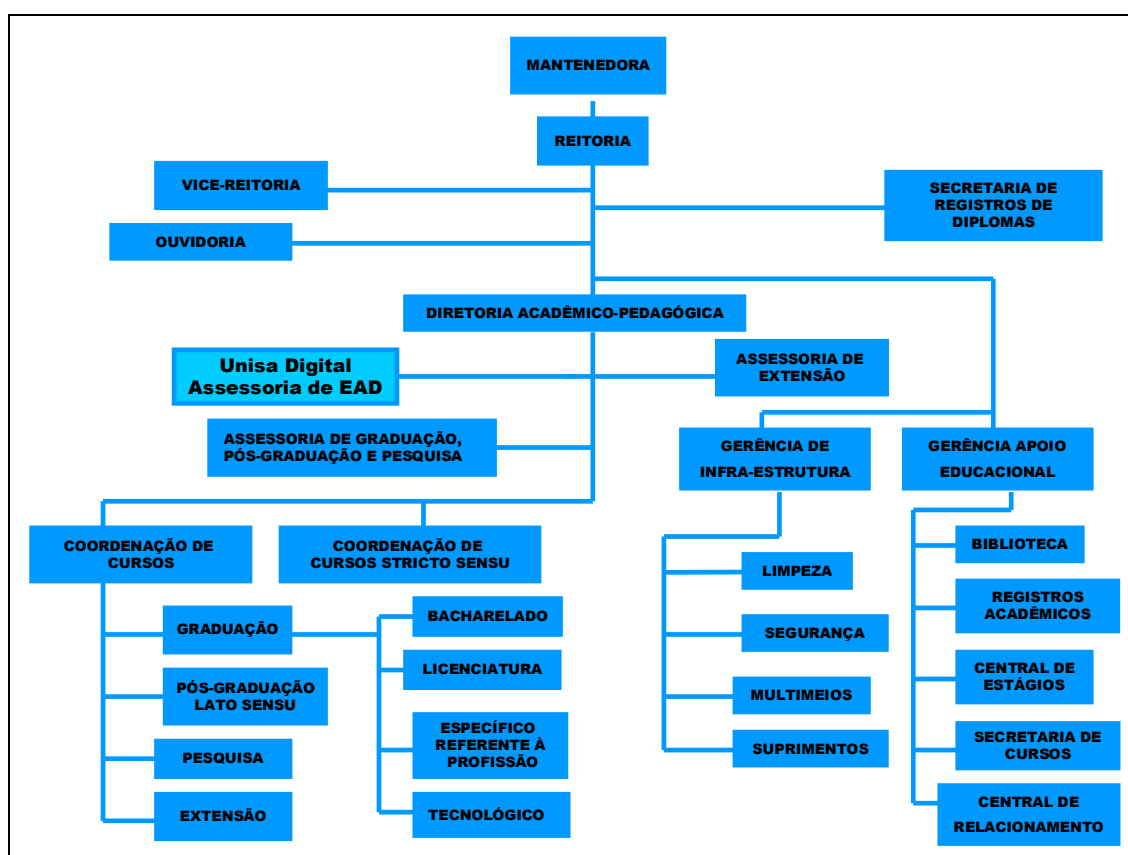 MANTENEDORA
REITORIA
VICE-REITORIA
SECRETARIA DE
REGISTROS DE
DIPLOMAS
OUVIDORIA
DIRETORIA ACADÊMICO-PEDAGÓGICA
Unisa Digital
Assessoria de EAD
ASSESSORIA DE
EXTENSÃO
ASSESSORIA DE GRADUAÇÃO,
PÓS-GRADUAÇÃO E PESQUISA
GERÊNCIA DE
INFRA-ESTRUTURA
GERÊNCIA APOIO
EDUCACIONAL
COORDENAÇÃO DE
CURSOS
COORDENAÇÃO DE
CURSOS STRICTO SENSU
GRADUAÇÃO
PÓS-GRADUAÇÃO
LATO SENSU
PESQUISA
EXTENSÃO
BACHARELADO
LICENCIATURA
ESPECÍFICO
REFERENTE À
PROFISSÃO
TECNOLÓGICO
LIMPEZA
SEGURANÇA
MULTIMEIOS
SUPRIMENTOS
BIBLIOTECA
REGISTROS
ACADÊMICOS
CENTRAL DE
ESTÁGIOS
SECRETARIA DE
CURSOS
CENTRAL DE
RELACIONAMENTO